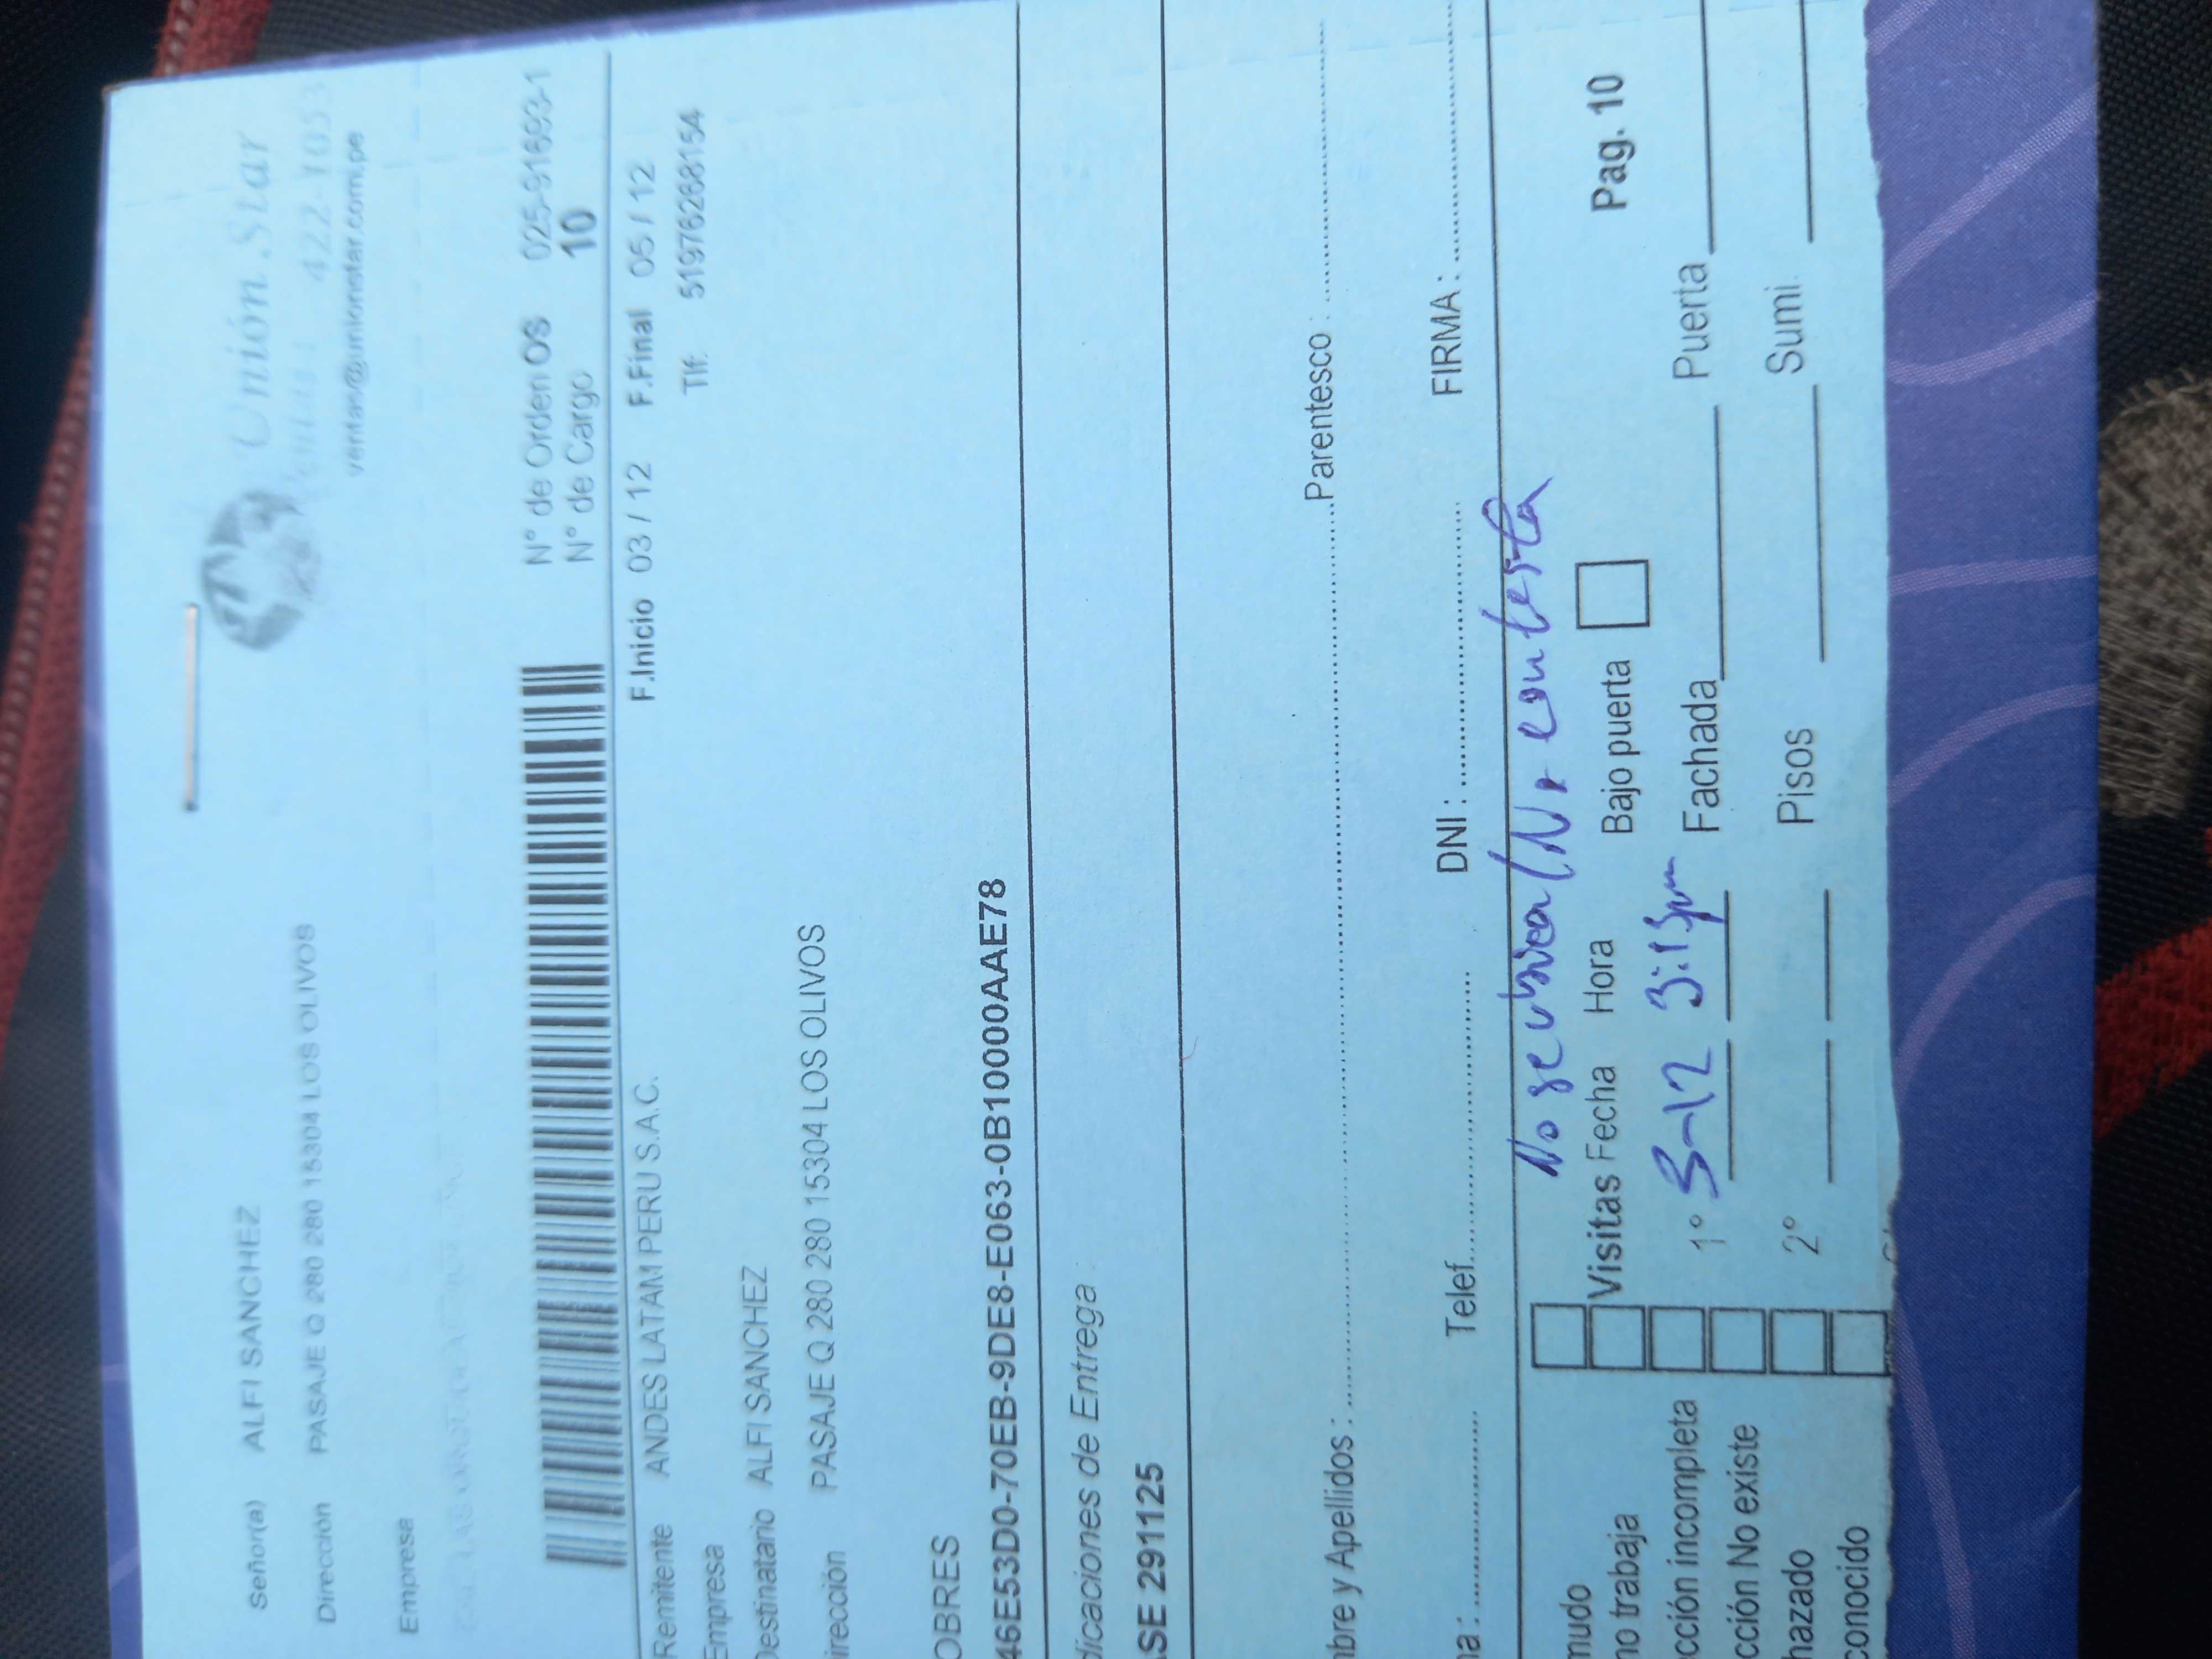 Unión.Star
422-1053
ventas@unionstar.com.pe
Señor(a) ALFI SANCHEZ
Dirección PASAJE Q 280 280 15304 LOS OLIVOS
Empresa
N° de Orden OS 025-91693-1
N° de Cargo 10
Remitente ANDES LATAM PERU S.A.C. F.Inicio 03 / 12 F.Final 05 / 12
Empresa Tlf: 51976268154
Destinatario ALFI SANCHEZ
irección PASAJE Q 280 280 15304 LOS OLIVOS
OBRES
46E53D0-70EB-9DE8-E063-0B10000AAE78
dicaciones de Entrega :
SE 291125
mbre y Apellidos : Parentesco :
na : Telef. DNI : FIRMA :
No se ubica / No contesta
mudo
no trabaja Visitas Fecha Hora Bajo puerta Pag. 10
cción incompleta 1° 3-12 3:15pm Fachada Puerta
cción No existe
hazado 2° Pisos Sumi
conocido